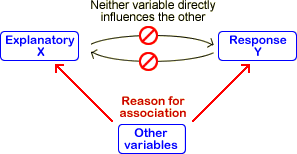 Neither variable directly
influences the other
Explanatory
X
Response
Y
Reason for
association
Other
variables